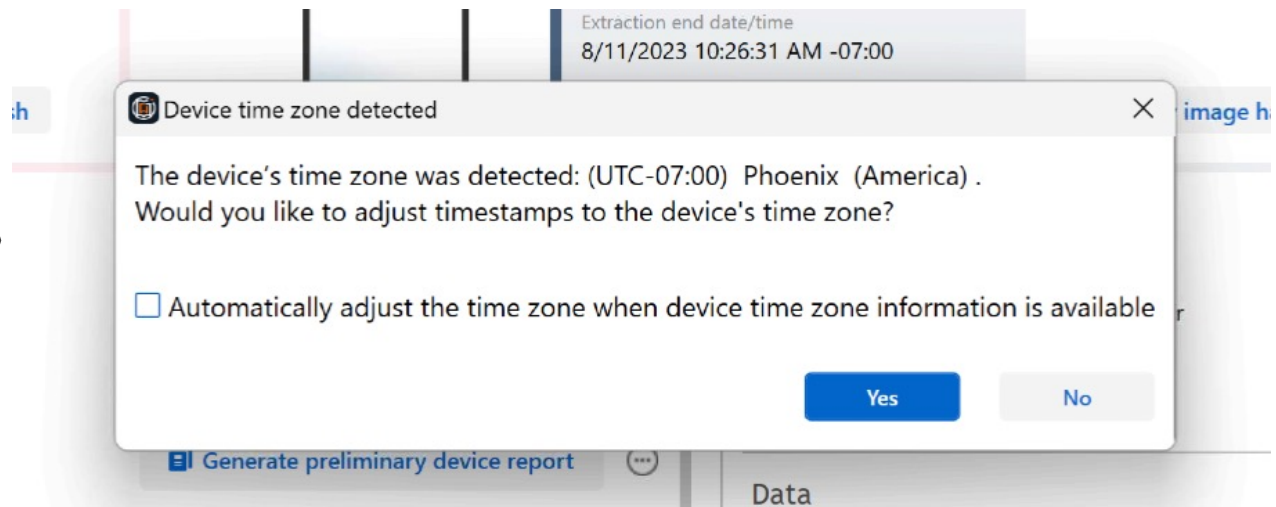 Extraction end date/time
8/11/2023 10:26:31 AM -07:00
sh
Device time zone detected
image ha
The device's time zone was detected: (UTC-07:00) Phoenix (America) .
Would you like to adjust timestamps to the device's time zone?
Automatically adjust the time zone when device time zone information is available
r
Yes
No
Generate preliminary device report
Data